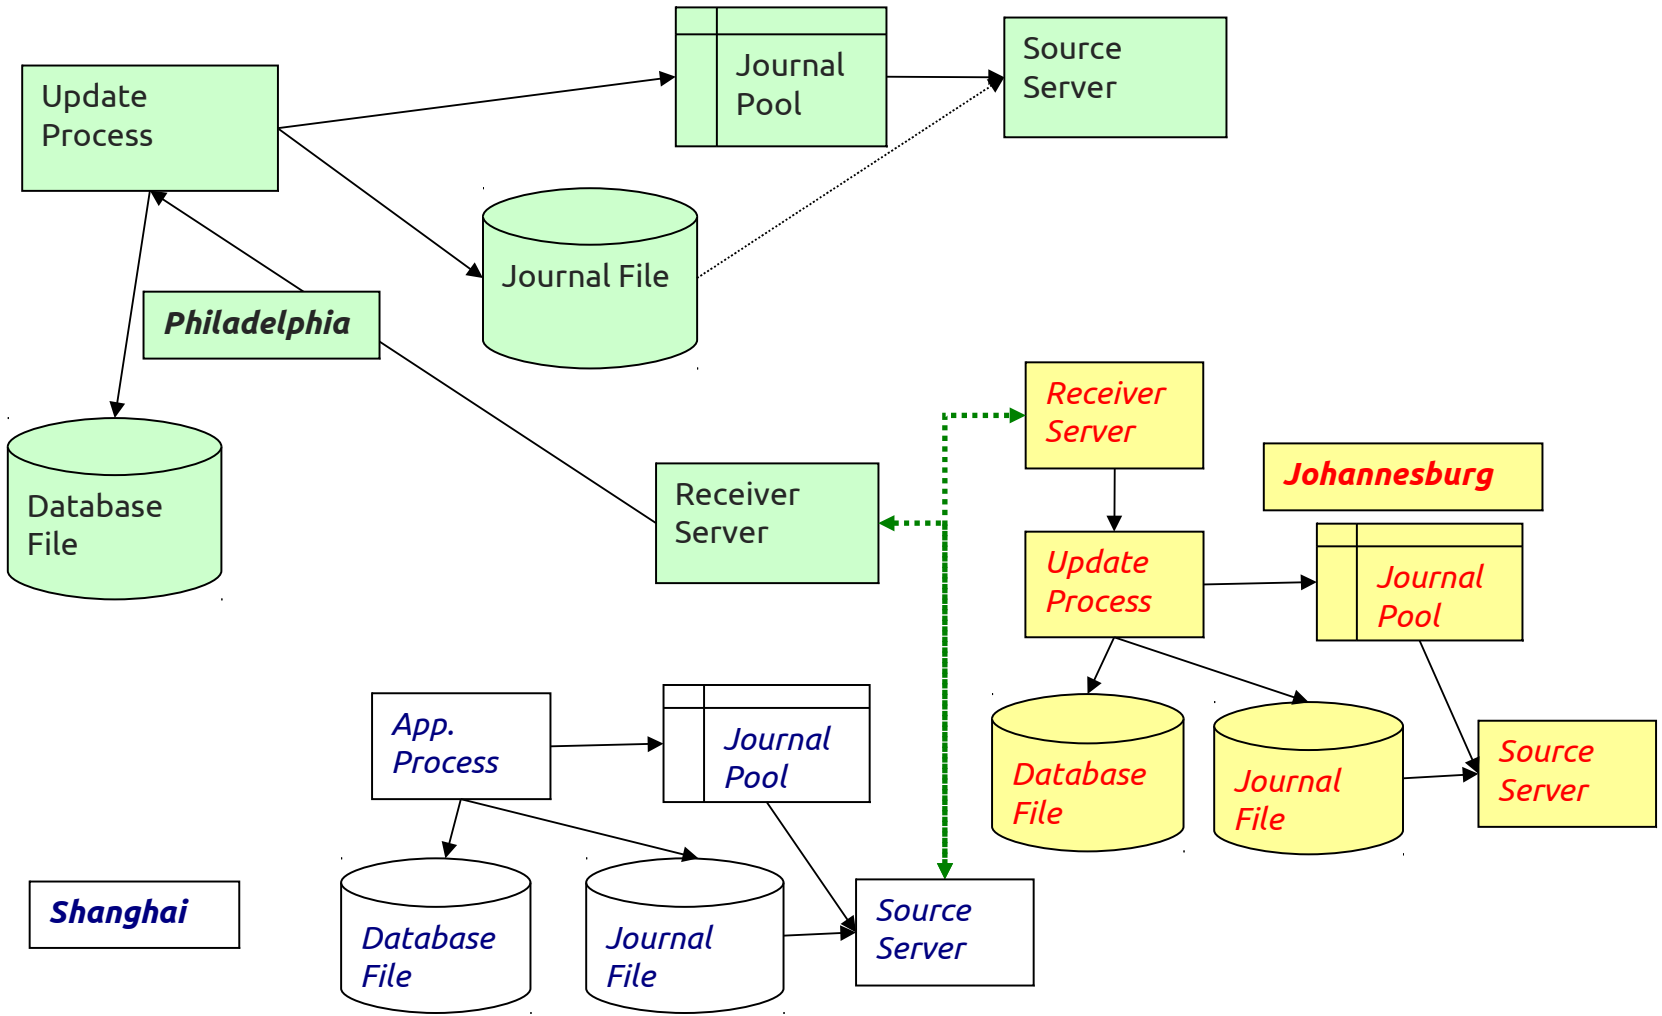 Update
Process
Journal
Pool
Source
Server
Journal File
Philadelphia
Database
File
Receiver
Server
Receiver
Server
Johannesburg
Update
Process
Journal
Pool
Database
File
Journal
File
Source
Server
App.
Process
Journal
Pool
Shanghai
Database
File
Journal
File
Source
Server